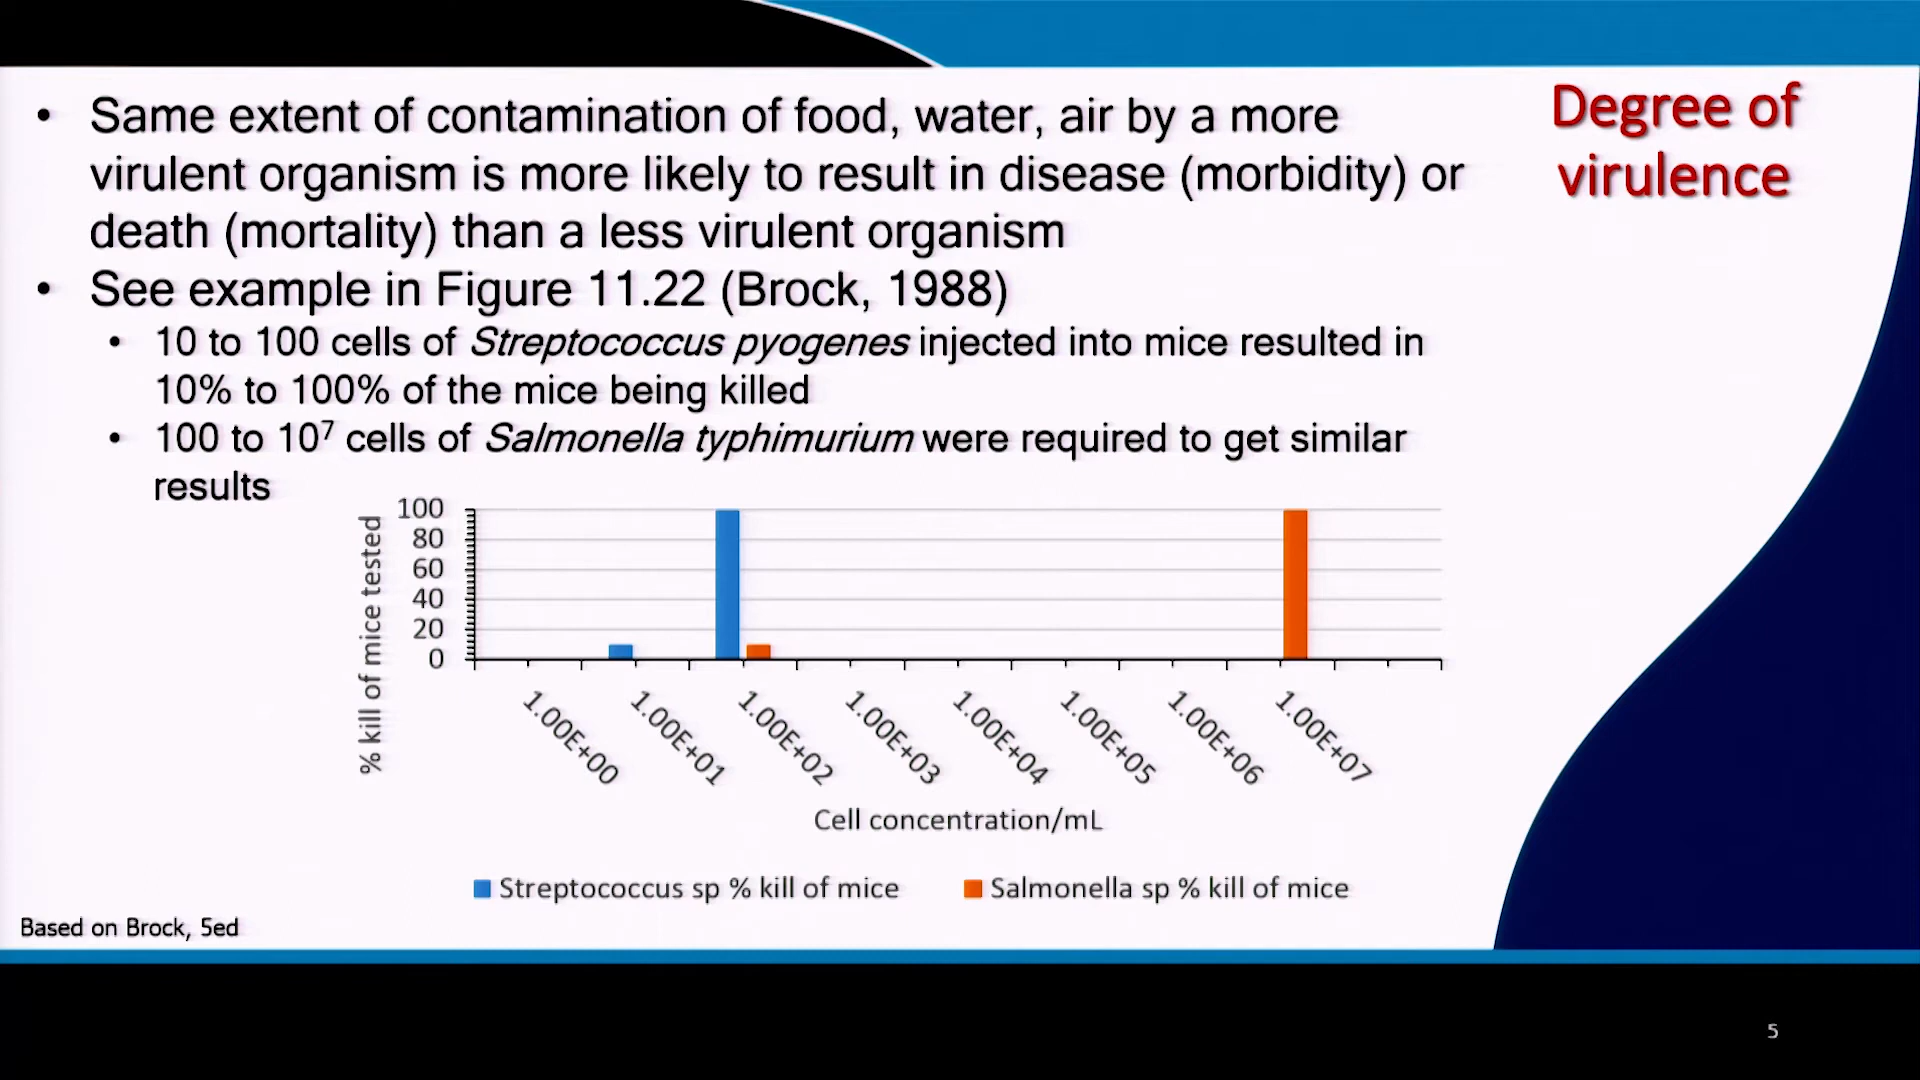 Degree of
virulence
• Same extent of contamination of food, water, air by a more
virulent organism is more likely to result in disease (morbidity) or
death (mortality) than a less virulent organism
• See example in Figure 11.22 (Brock, 1988)
• 10 to 100 cells of Streptococcus pyogenes injected into mice resulted in
10% to 100% of the mice being killed
• 100 to 10⁷ cells of Salmonella typhimurium were required to get similar
results
% kill of mice tested
100
80
60
40
20
0
1.00E+00
1.00E+01
1.00E+02
1.00E+03
1.00E+04
1.00E+05
1.00E+06
1.00E+07
Cell concentration/mL
Streptococcus sp % kill of mice
Salmonella sp % kill of mice
Based on Brock, 5ed
5